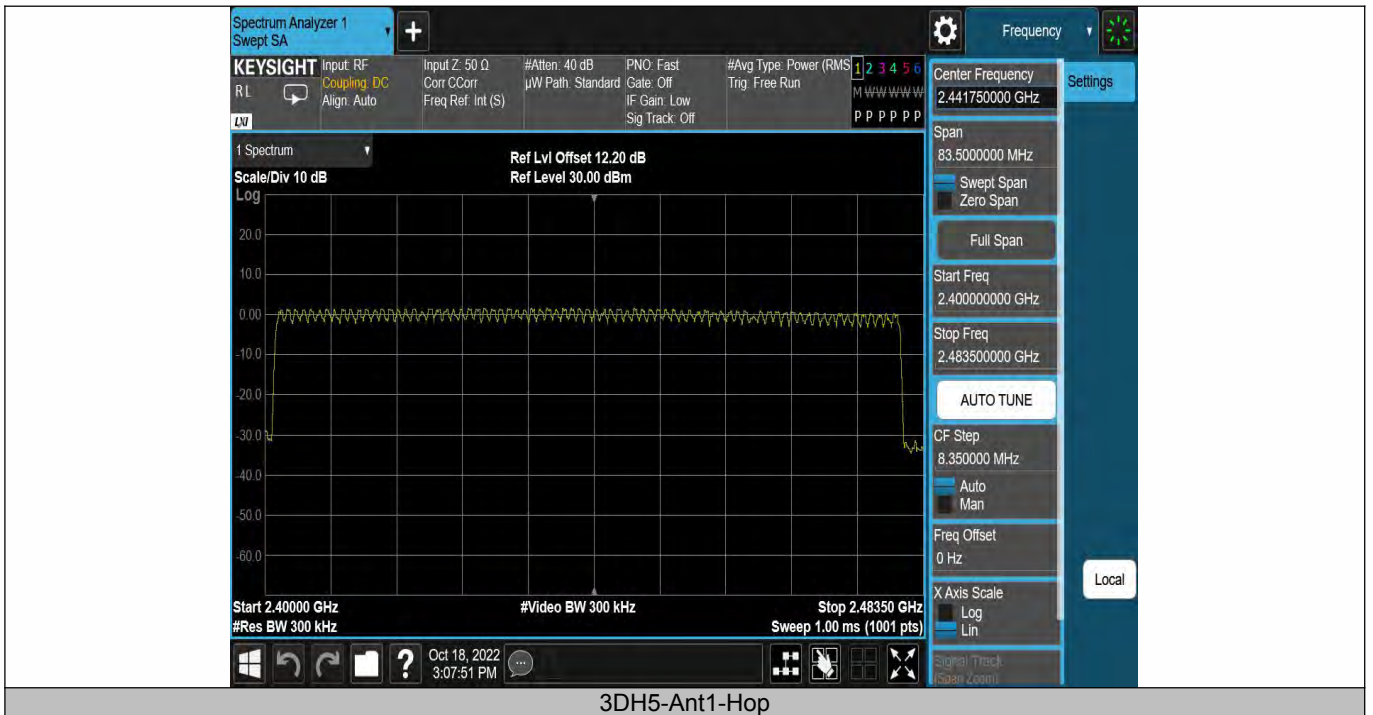 Spectrum Analyzer 1
Swept SA
+
Frequency
KEYSIGHT
RL
LXI
Input: RF
Coupling: DC
Align: Auto
Input Z: 50 Ω
Corr CCorr
Freq Ref: Int (S)
#Atten: 40 dB
µW Path: Standard
PNO: Fast
Gate: Off
IF Gain: Low
Sig Track: Off
#Avg Type: Power (RMS
Trig: Free Run
1 2 3 4 5 6
M W W W W W
P P P P P P
1 Spectrum
Scale/Div 10 dB
Ref Lvl Offset 12.20 dB
Ref Level 30.00 dBm
Log
20.0
10.0
0.00
-10.0
-20.0
-30.0
-40.0
-50.0
-60.0
Start 2.40000 GHz
#Res BW 300 kHz
#Video BW 300 kHz
Stop 2.48350 GHz
Sweep 1.00 ms (1001 pts)
Center Frequency
2.441750000 GHz
Settings
Span
83.5000000 MHz
Swept Span
Zero Span
Full Span
Start Freq
2.400000000 GHz
Stop Freq
2.483500000 GHz
AUTO TUNE
CF Step
8.350000 MHz
Auto
Man
Freq Offset
0 Hz
X Axis Scale
Log
Lin
Local
Signal Track
(Span Zoom)
?
Oct 18, 2022
3:07:51 PM
3DH5-Ant1-Hop